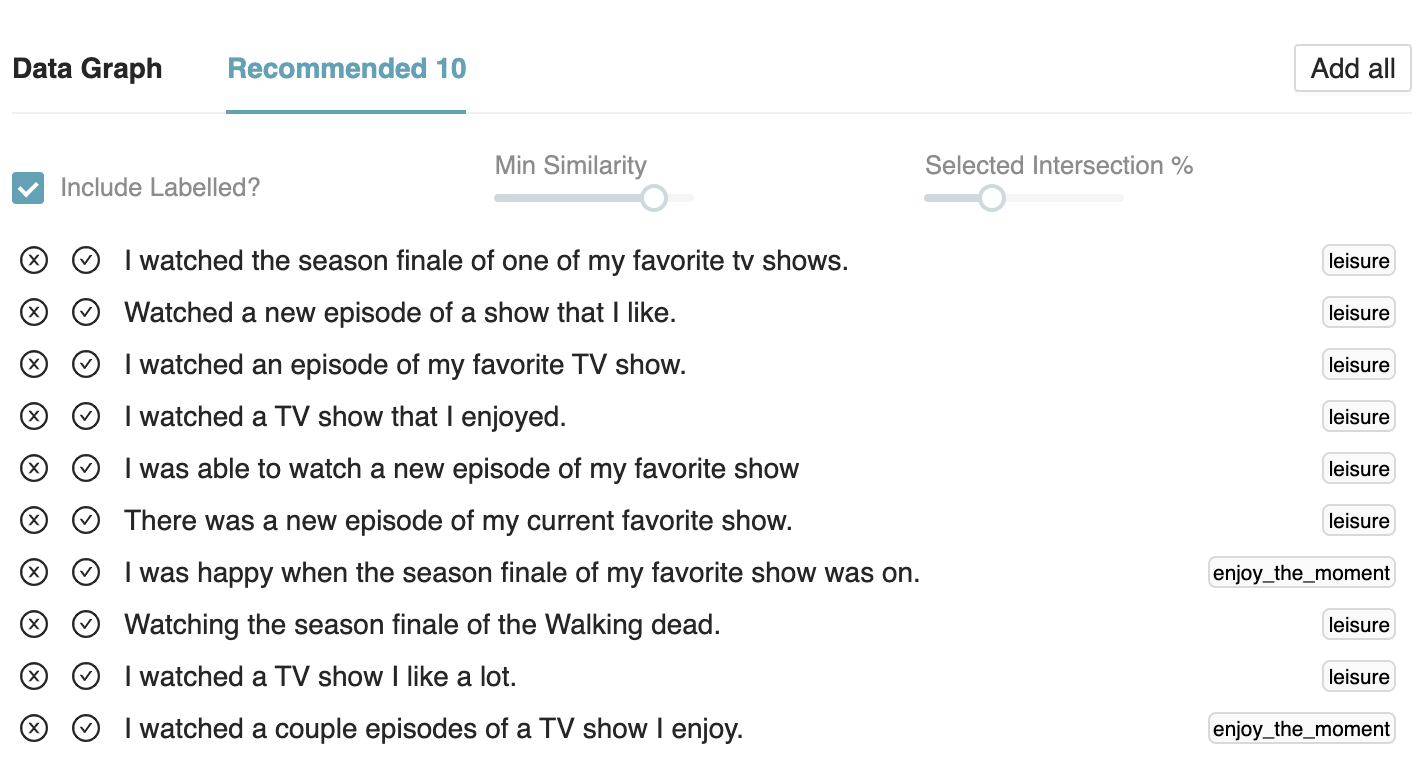 Data Graph Recommended 10 Add all
Include Labelled? Min Similarity Selected Intersection %
I watched the season finale of one of my favorite tv shows. leisure
Watched a new episode of a show that I like. leisure
I watched an episode of my favorite TV show. leisure
I watched a TV show that I enjoyed. leisure
I was able to watch a new episode of my favorite show leisure
There was a new episode of my current favorite show. leisure
I was happy when the season finale of my favorite show was on. enjoy_the_moment
Watching the season finale of the Walking dead. leisure
I watched a TV show I like a lot. leisure
I watched a couple episodes of a TV show I enjoy. enjoy_the_moment